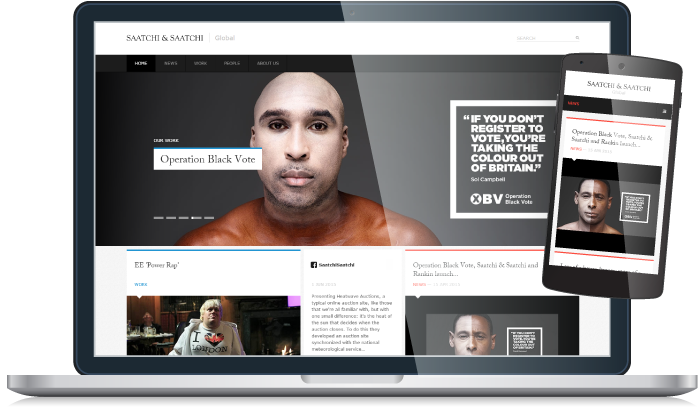 SAATCHI & SAATCHI Global
SEARCH
HOME NEWS WORK PEOPLE ABOUT US
OUR WORK
Operation Black Vote
“IF YOU DON’T
REGISTER TO
VOTE, YOU’RE
TAKING THE
COLOUR OUT
OF BRITAIN.”
Sol Campbell
OBV Operation
Black Vote
EE 'Power Rap'
WORK
I
LONDON
SaatchiSaatchi
Presenting Heatwave Auctions, a
typical online auction site, like those
that we're all familiar with, but with
one small difference: it's the heat of
the sun that decides when the
auction closes. To do this they
developed an auction site
synchronised with the national
meteorological service...
Operation Black Vote, Saatchi & Saatchi and
Rankin launch...
NEWS
SAATCHI & SAATCHI
Global
NEWS
Operation Black Vote, Saatchi &
Saatchi and Rankin launch...
NEWS